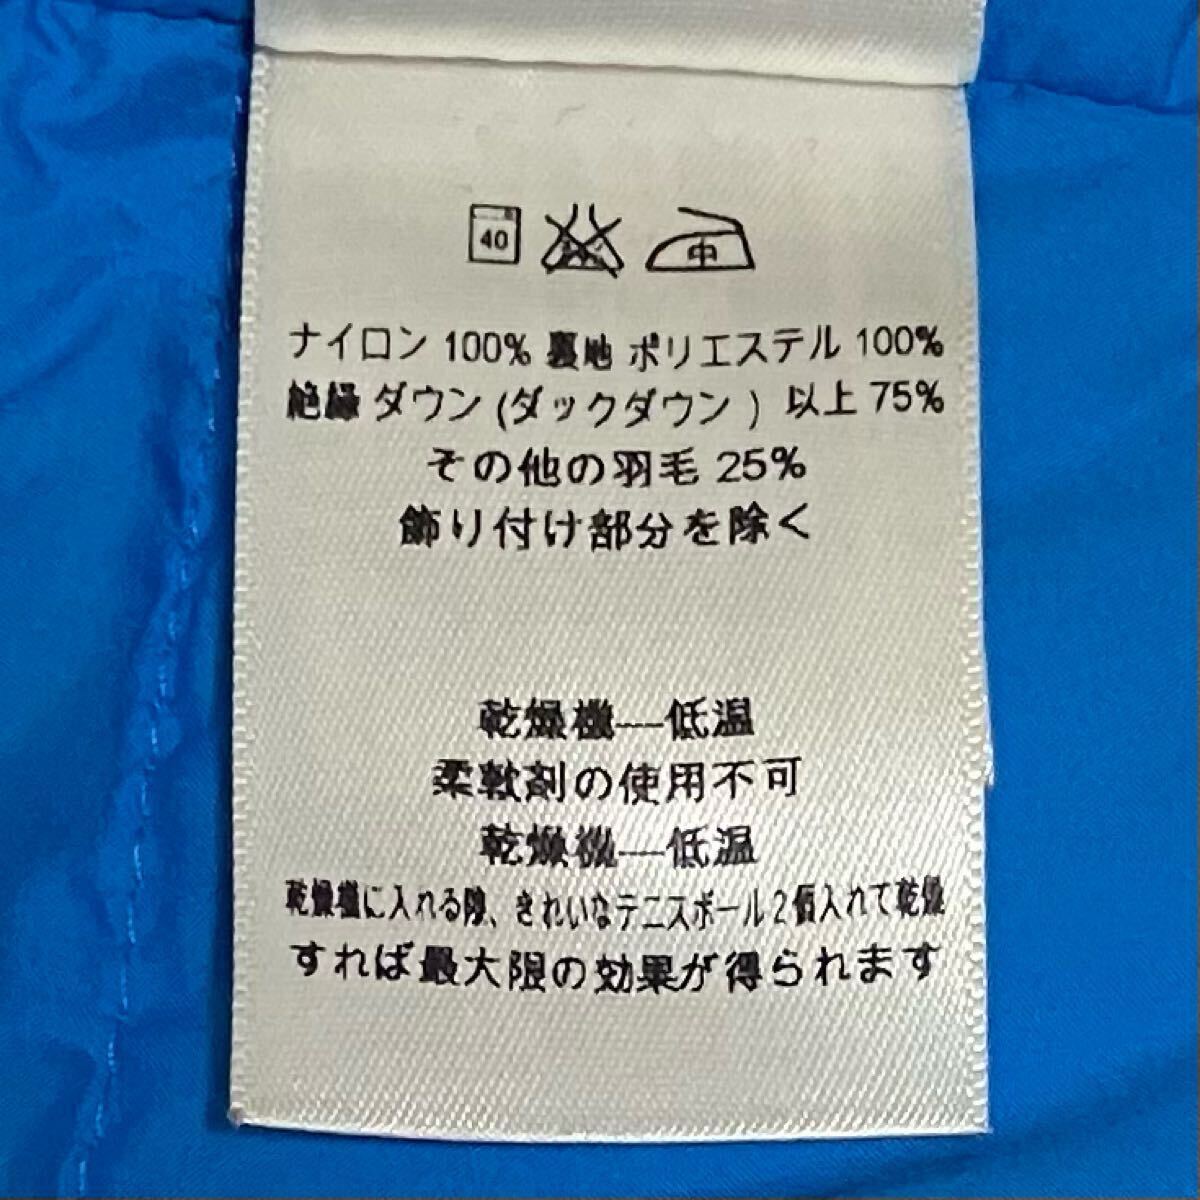 40 中
ナイロン 100% 裏地 ポリエステル 100%
絶縁 ダウン (ダックダウン) 以上 75%
その他の羽毛 25%
飾り付け部分を除く
乾燥機—低温
柔軟剤の使用不可
乾燥機—低温
乾燥機に入れる際、きれいなテニスボール2個入れて乾燥
すれば最大限の効果が得られます